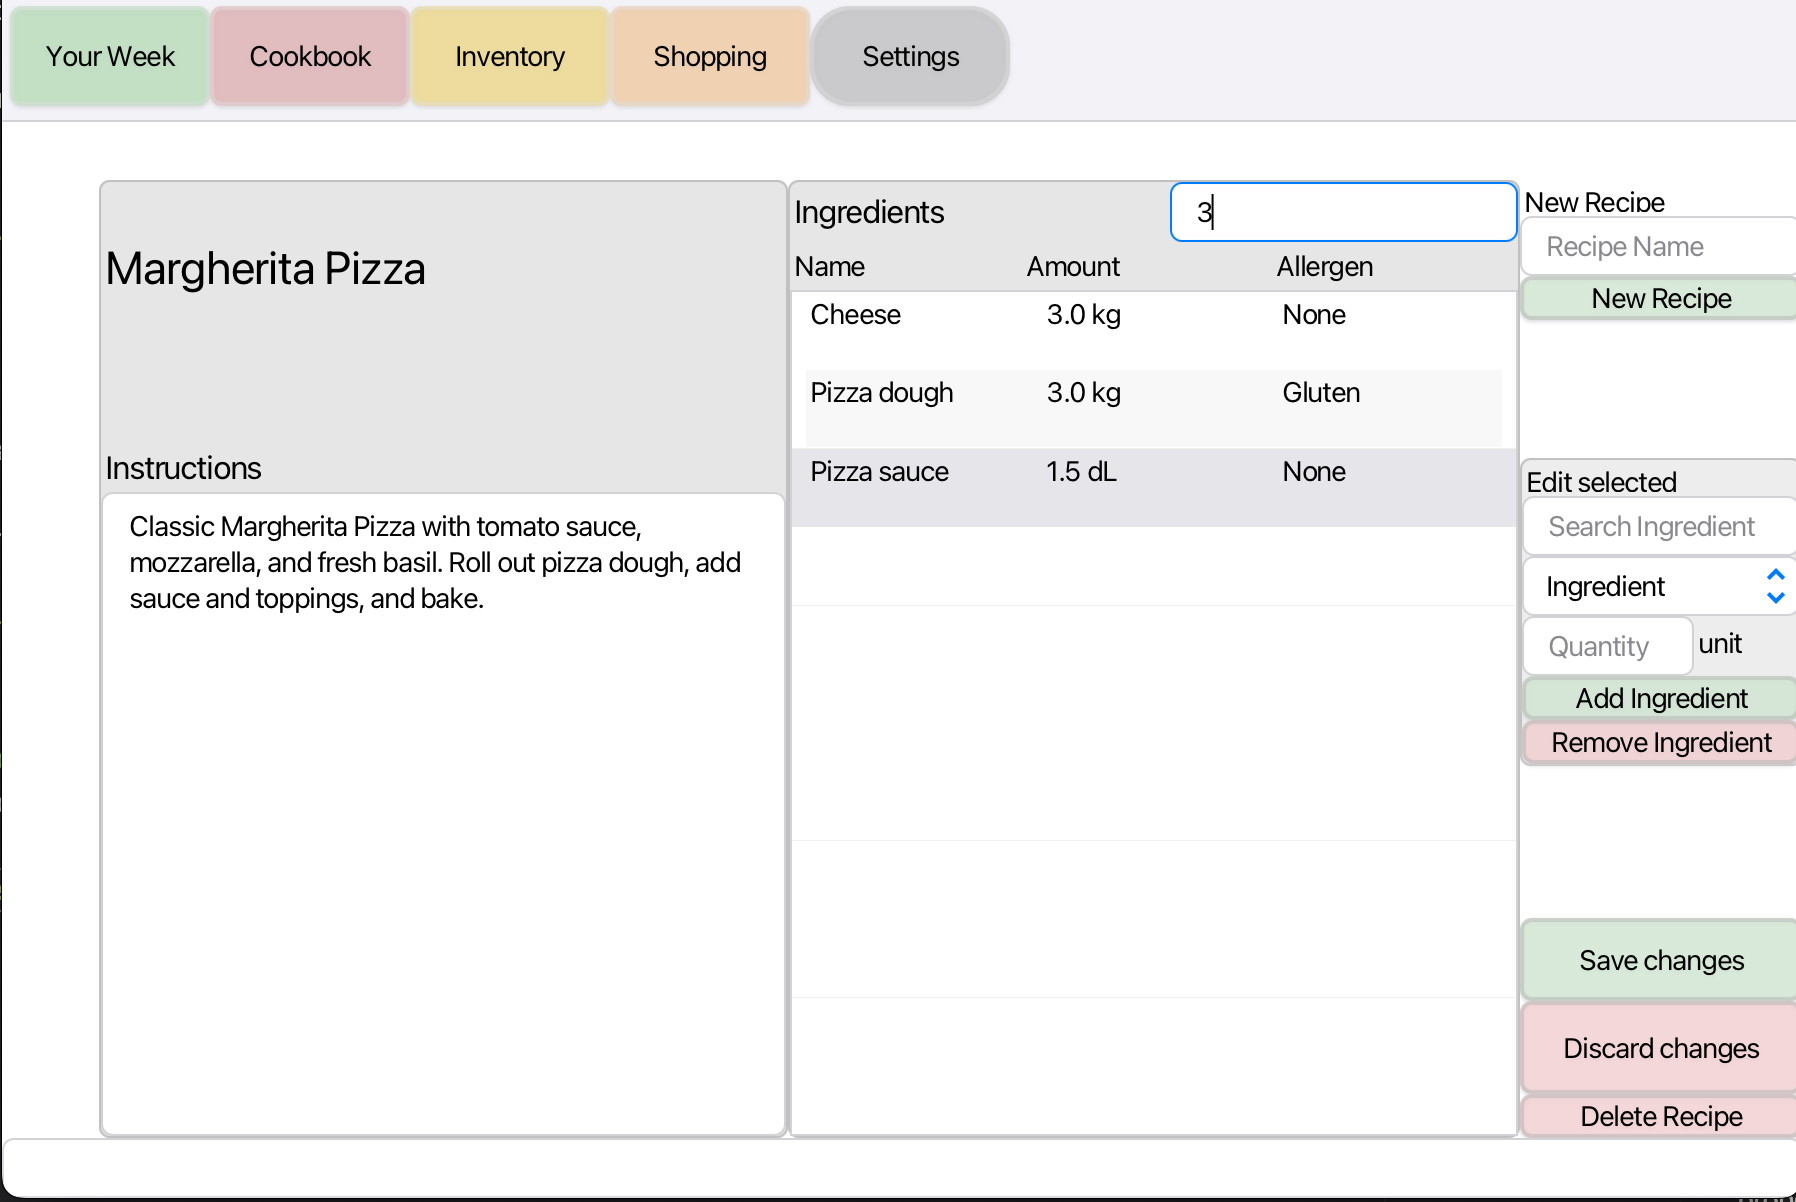 Your Week
Cookbook
Inventory
Shopping
Settings
Margherita Pizza
Instructions
Classic Margherita Pizza with tomato sauce,
mozzarella, and fresh basil. Roll out pizza dough, add
sauce and toppings, and bake.
Ingredients
3
Name Amount Allergen
Cheese 3.0 kg None
Pizza dough 3.0 kg Gluten
Pizza sauce 1.5 dL None
New Recipe
Recipe Name
New Recipe
Edit selected
Search Ingredient
Ingredient
Quantity unit
Add Ingredient
Remove Ingredient
Save changes
Discard changes
Delete Recipe